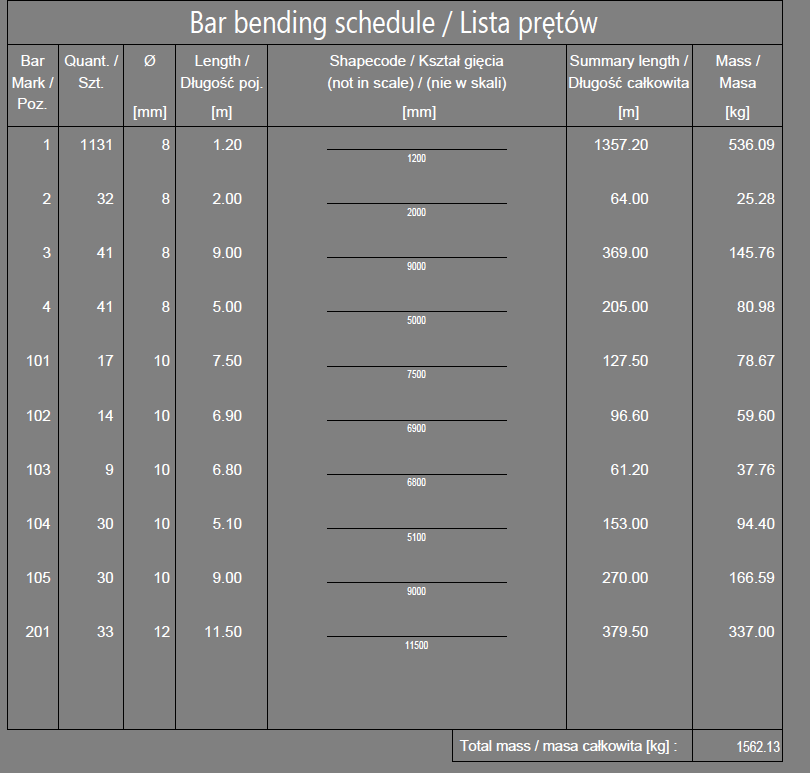 Bar bending schedule / Lista prętów
Bar Mark / Poz. Quant. / Szt. Ø [mm] Length / Długość poj. [m] Shapecode / Kształ gięcia (not in scale) / (nie w skali) [mm] Summary length / Długość całkowita [m] Mass / Masa [kg]
1 1131 8 1.20 1200 1357.20 536.09
2 32 8 2.00 2000 64.00 25.28
3 41 8 9.00 9000 369.00 145.76
4 41 8 5.00 5000 205.00 80.98
101 17 10 7.50 7500 127.50 78.67
102 14 10 6.90 6900 96.60 59.60
103 9 10 6.80 6800 61.20 37.76
104 30 10 5.10 5100 153.00 94.40
105 30 10 9.00 9000 270.00 166.59
201 33 12 11.50 11500 379.50 337.00
Total mass / masa całkowita [kg] : 1562.13